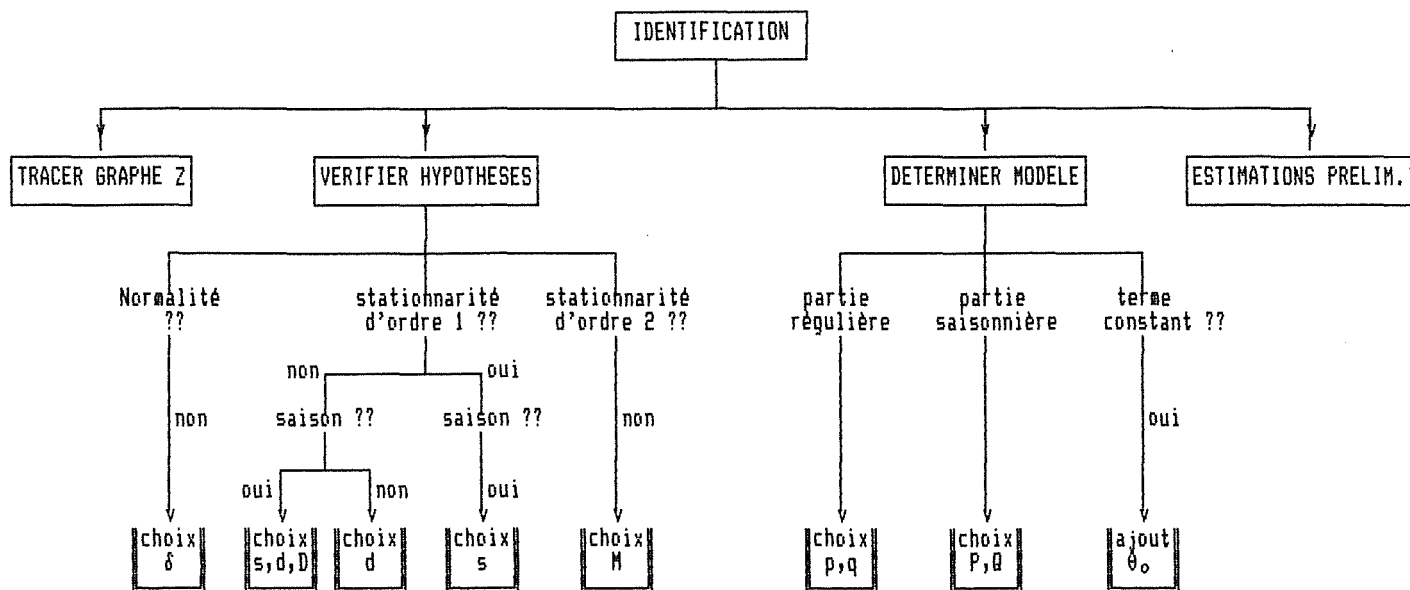 IDENTIFICATION
TRACER GRAPHE Z
VERIFIER HYPOTHESES
DETERMINER MODELE
ESTIMATIONS PRELIM.
Normalité
??
stationnarité
d'ordre 1 ??
stationnarité
d'ordre 2 ??
partie
règulière
partie
saisonnière
terme
constant ??
non
oui
non
saison ??
saison ??
non
oui
oui
non
oui
choix
δ
choix
s,d,D
choix
d
choix
s
choix
M
choix
p,q
choix
P,Q
ajout
θ₀